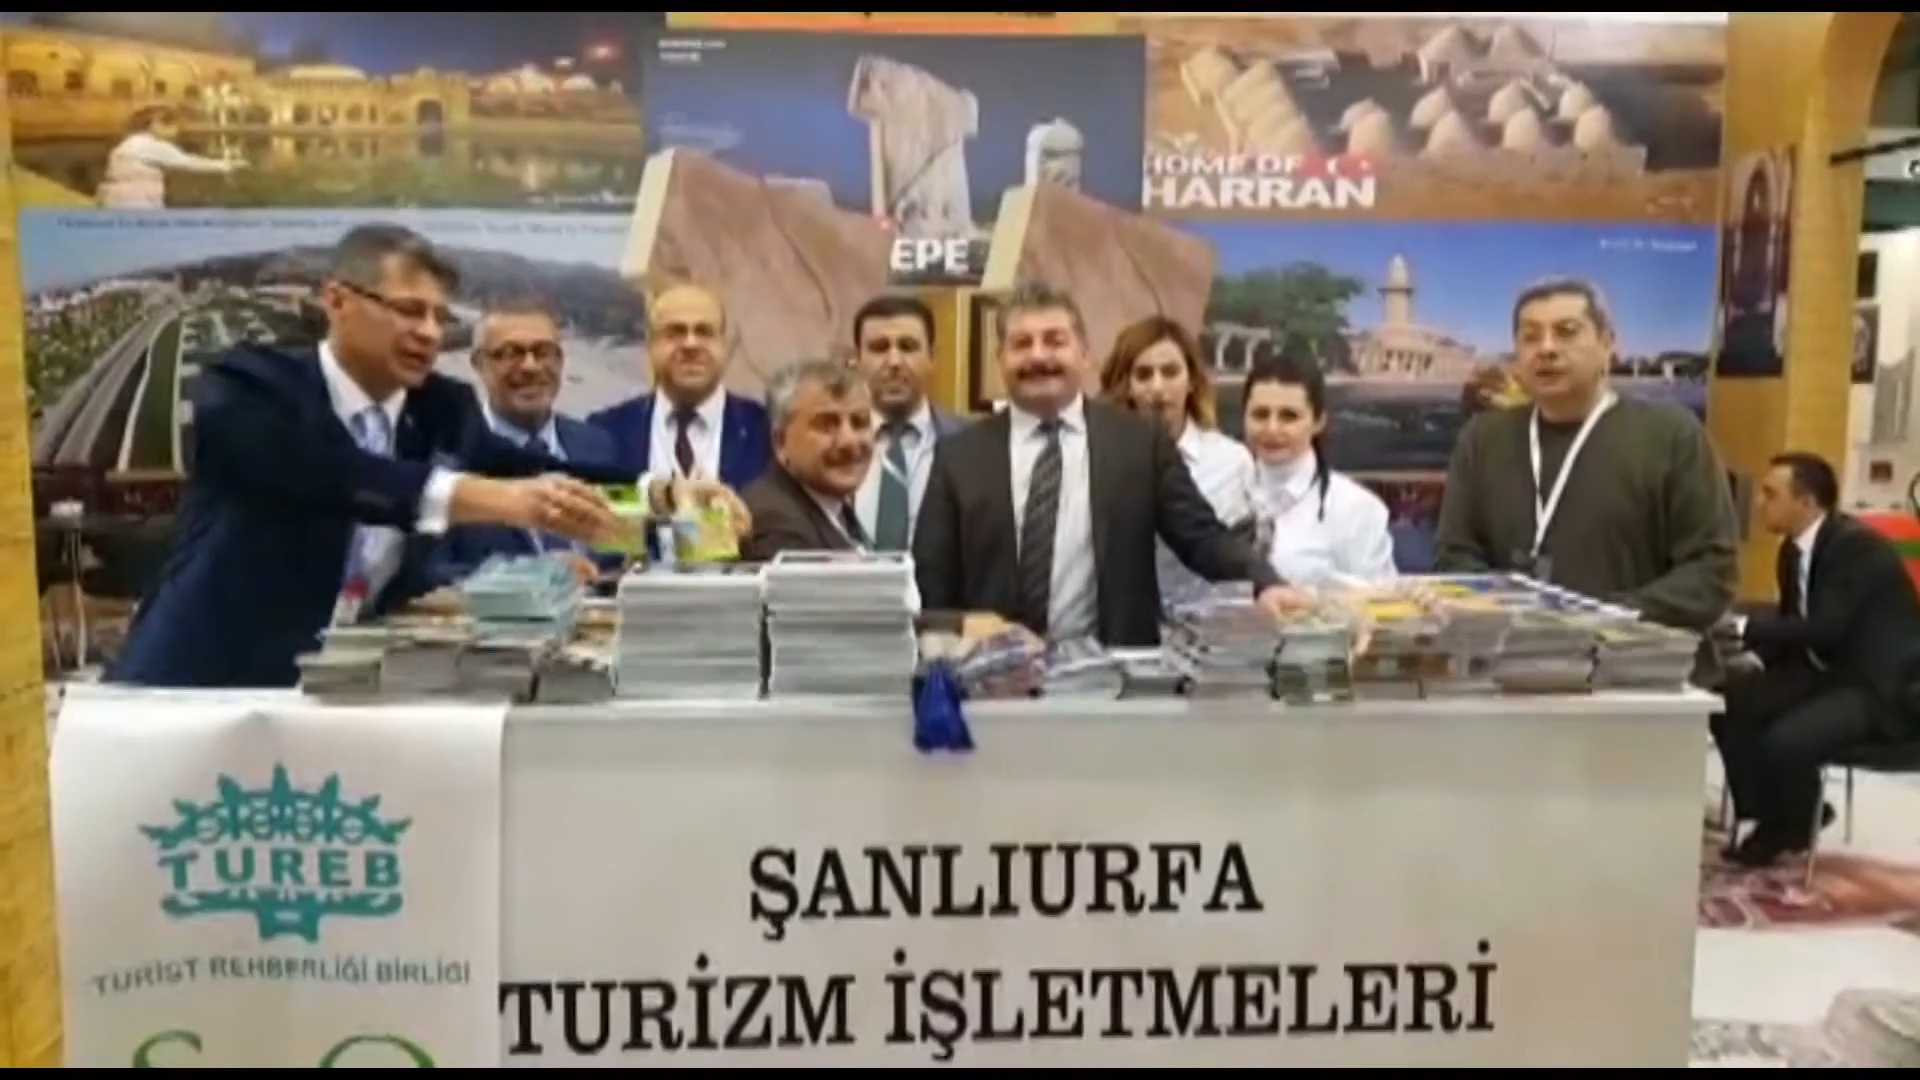 HOME OF
HARRAN
EPE
TUREB
TURİST REHBERLİĞİ BİRLİĞİ
ŞANLIURFA
TURİZM İŞLETMELERİ